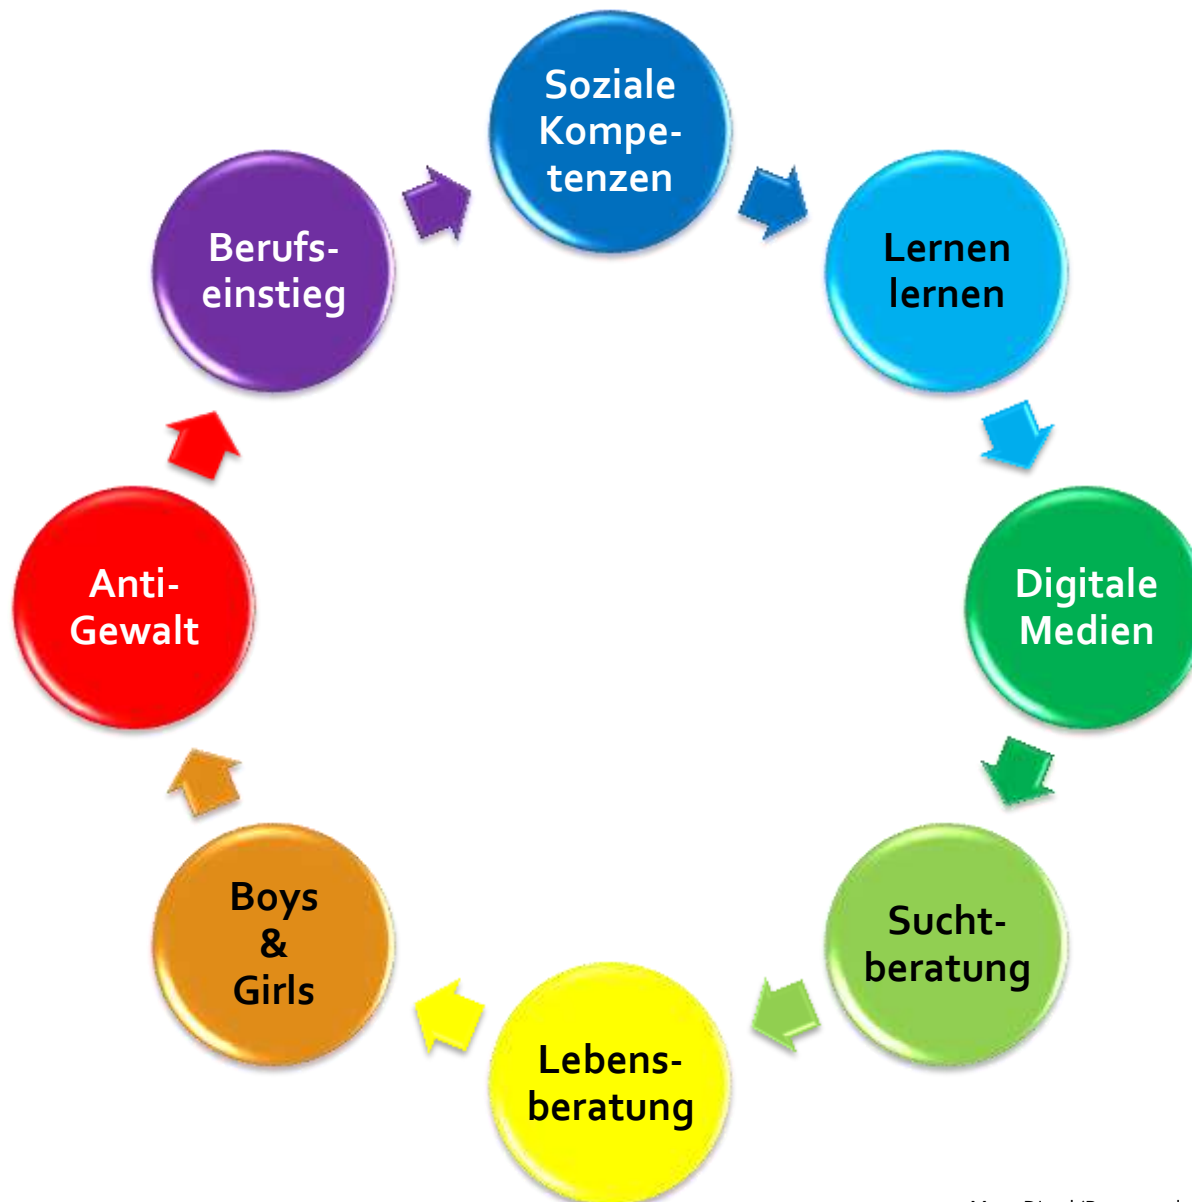 Soziale
Kompe-
tenzen
Lernen
lernen
Digitale
Medien
Sucht-
beratung
Lebens-
beratung
Boys
&
Girls
Anti-
Gewalt
Berufs-
einstieg